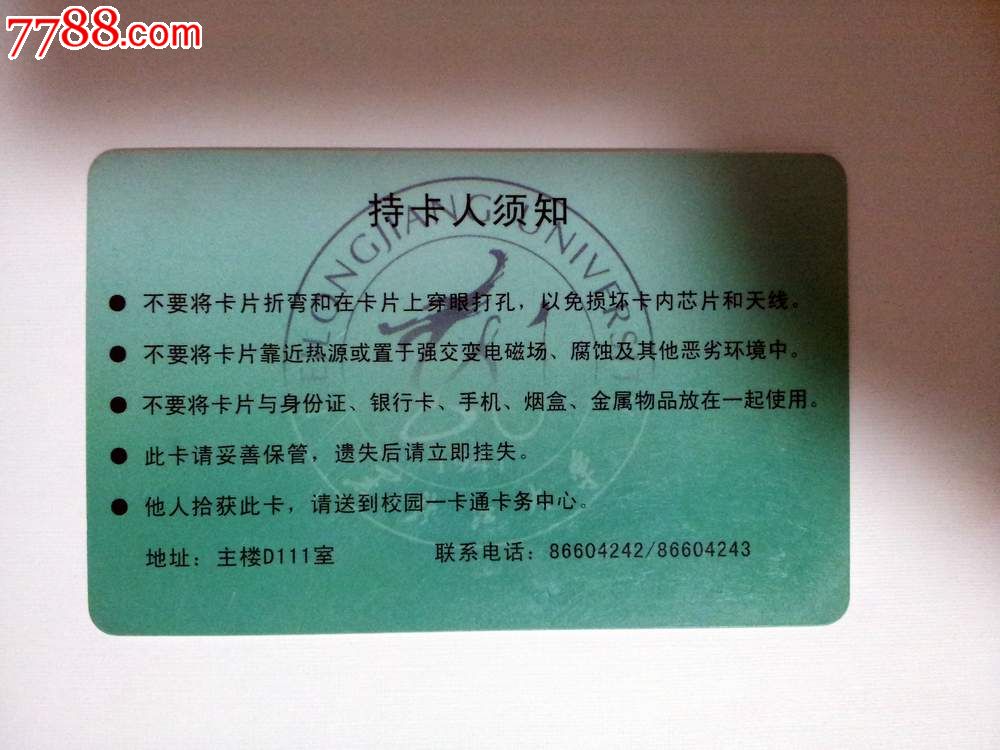 7788.com
持卡人须知
HEILONGJIANG UNIVERSITY
● 不要将卡片折弯和在卡片上穿眼打孔，以免损坏卡内芯片和天线。
● 不要将卡片靠近热源或置于强交变电磁场、腐蚀及其他恶劣环境中。
● 不要将卡片与身份证、银行卡、手机、烟盒、金属物品放在一起使用。
● 此卡请妥善保管，遗失后请立即挂失。
● 他人拾获此卡，请送到校园一卡通卡务中心。
地址：主楼D111室 联系电话：86604242/86604243